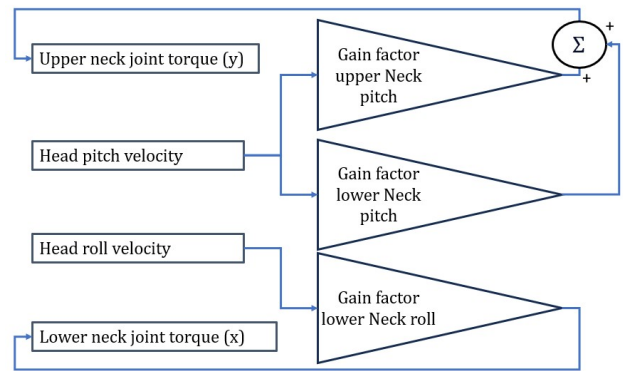 Upper neck joint torque (y)
Head pitch velocity
Head roll velocity
Lower neck joint torque (x)
Gain factor
upper Neck
pitch
Gain factor
lower Neck
pitch
Gain factor
lower Neck roll
Σ
+
+